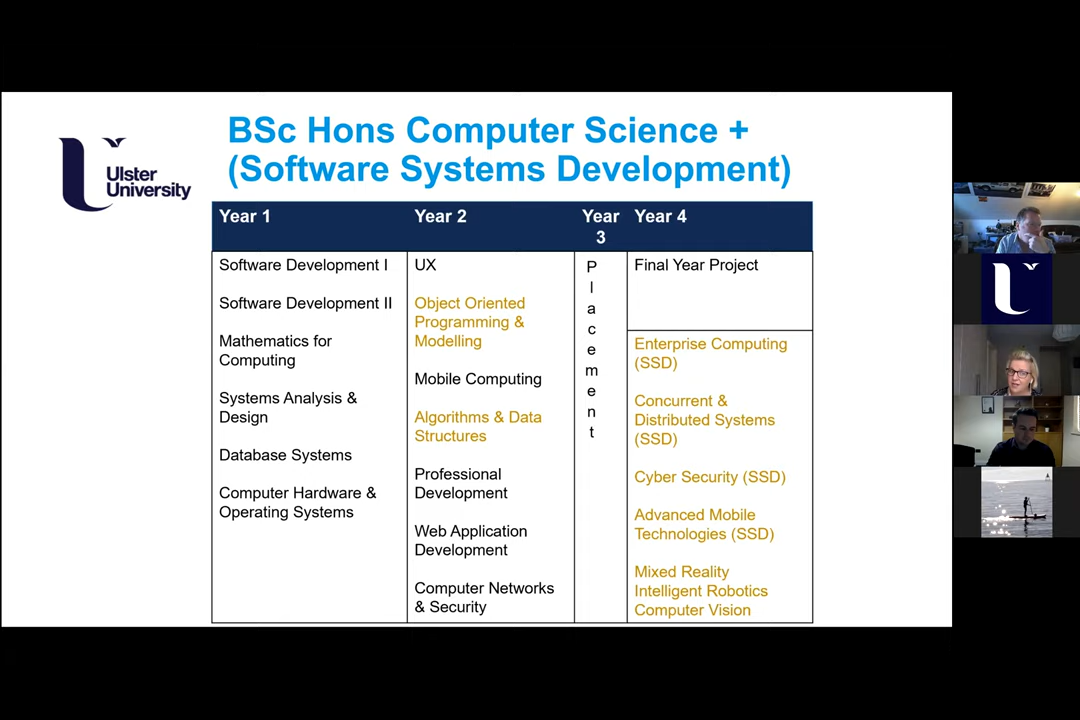 BSc Hons Computer Science +
(Software Systems Development)
Ulster
University
Year 1
Year 2
Year
3
Year 4
Software Development I
Software Development II
Mathematics for
Computing
Systems Analysis &
Design
Database Systems
Computer Hardware &
Operating Systems
UX
Object Oriented
Programming &
Modelling
Mobile Computing
Algorithms & Data
Structures
Professional
Development
Web Application
Development
Computer Networks
& Security
P
l
a
c
e
m
e
n
t
Final Year Project
Enterprise Computing
(SSD)
Concurrent &
Distributed Systems
(SSD)
Cyber Security (SSD)
Advanced Mobile
Technologies (SSD)
Mixed Reality
Intelligent Robotics
Computer Vision